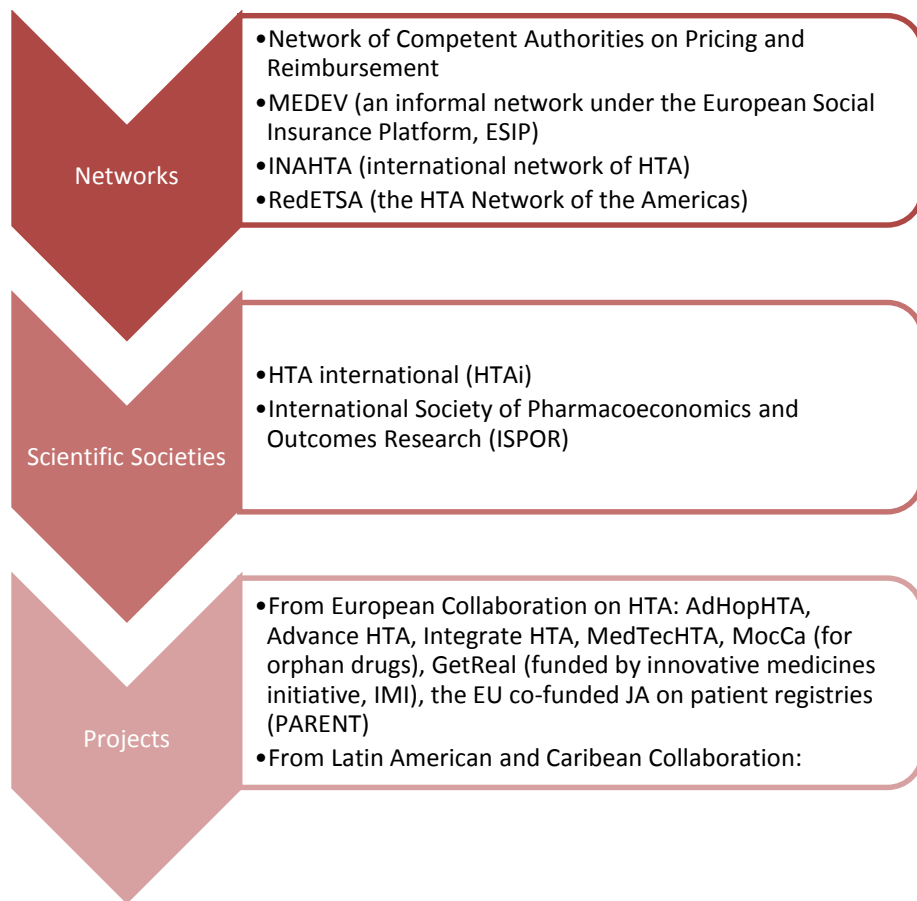 Networks
•Network of Competent Authorities on Pricing and
Reimbursement
•MEDEV (an informal network under the European Social
Insurance Platform, ESIP)
•INAHTA (international network of HTA)
•RedETSA (the HTA Network of the Americas)
Scientific Societies
•HTA international (HTAi)
•International Society of Pharmacoeconomics and
Outcomes Research (ISPOR)
Projects
•From European Collaboration on HTA: AdHopHTA,
Advance HTA, Integrate HTA, MedTecHTA, MocCa (for
orphan drugs), GetReal (funded by innovative medicines
initiative, IMI), the EU co-funded JA on patient registries
(PARENT)
•From Latin American and Caribean Collaboration: